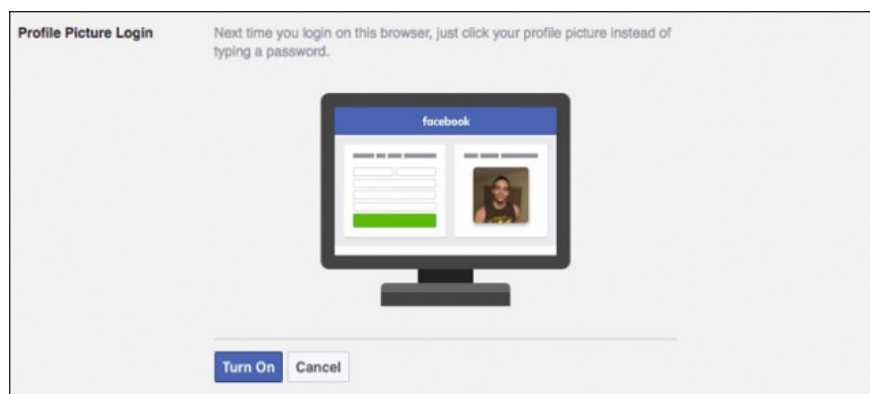 Profile Picture Login
Next time you login on this browser, just click your profile picture instead of
typing a password.
facebook
Turn On
Cancel